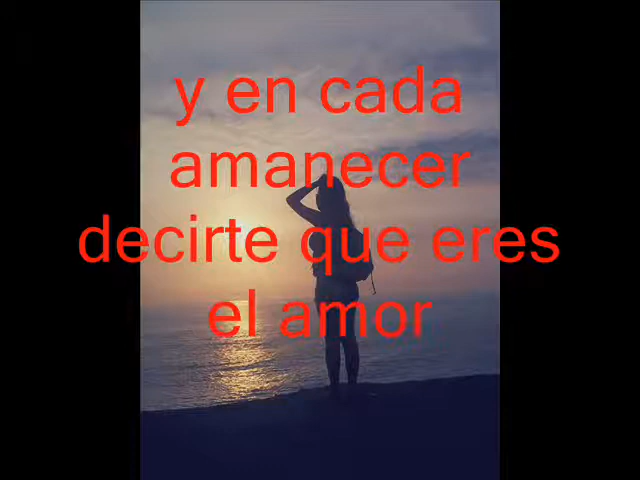 y en cada
amanecer
decirte que eres
el amor